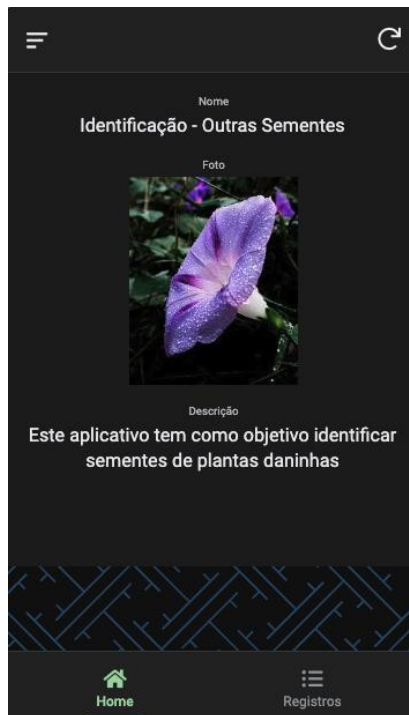 Nome
Identificação - Outras Sementes
Foto
Descrição
Este aplicativo tem como objetivo identificar
sementes de plantas daninhas
Home
Registros